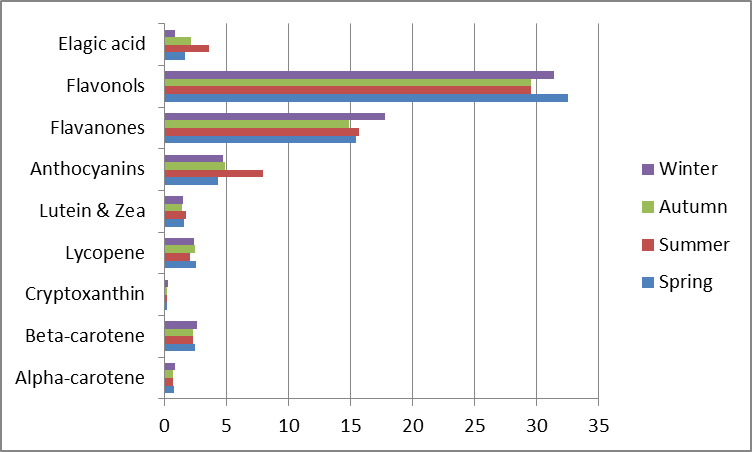 Elagic acid
Flavonols
Flavanones
Anthocyanins
Lutein & Zea
Lycopene
Cryptoxanthin
Beta-carotene
Alpha-carotene
0 5 10 15 20 25 30 35
Winter
Autumn
Summer
Spring